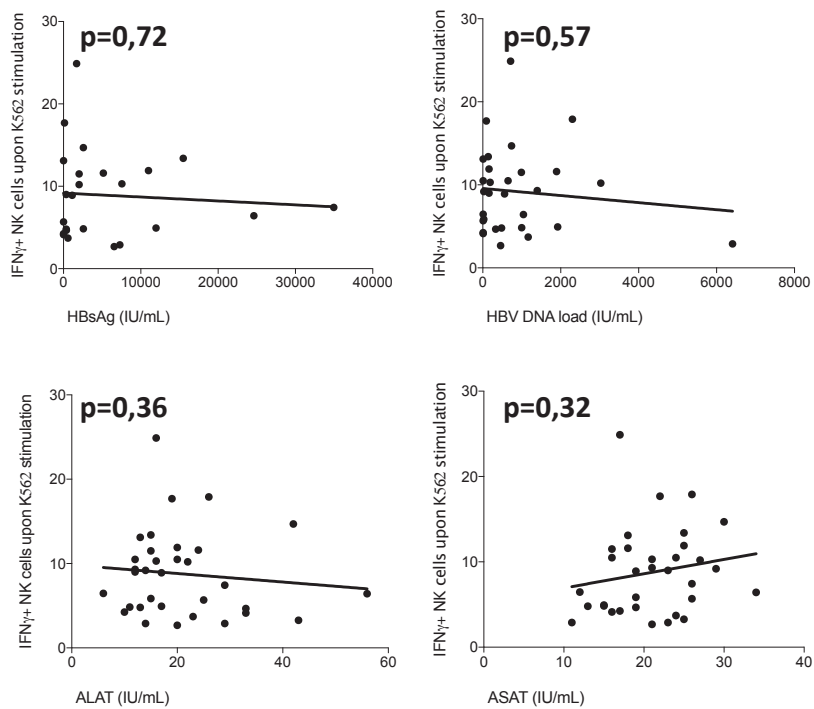 p=0,72
IFNγ+ NK cells upon K562 stimulation
30
20
10
0
0 10000 20000 30000 40000
HBsAg (IU/mL)
p=0,57
IFNγ+ NK cells upon K562 stimulation
30
20
10
0
0 2000 4000 6000 8000
HBV DNA load (IU/mL)
p=0,36
IFNγ+ NK cells upon K562 stimulation
30
20
10
0
0 20 40 60
ALAT (IU/mL)
p=0,32
IFNγ+ NK cells upon K562 stimulation
30
20
10
0
0 10 20 30 40
ASAT (IU/mL)